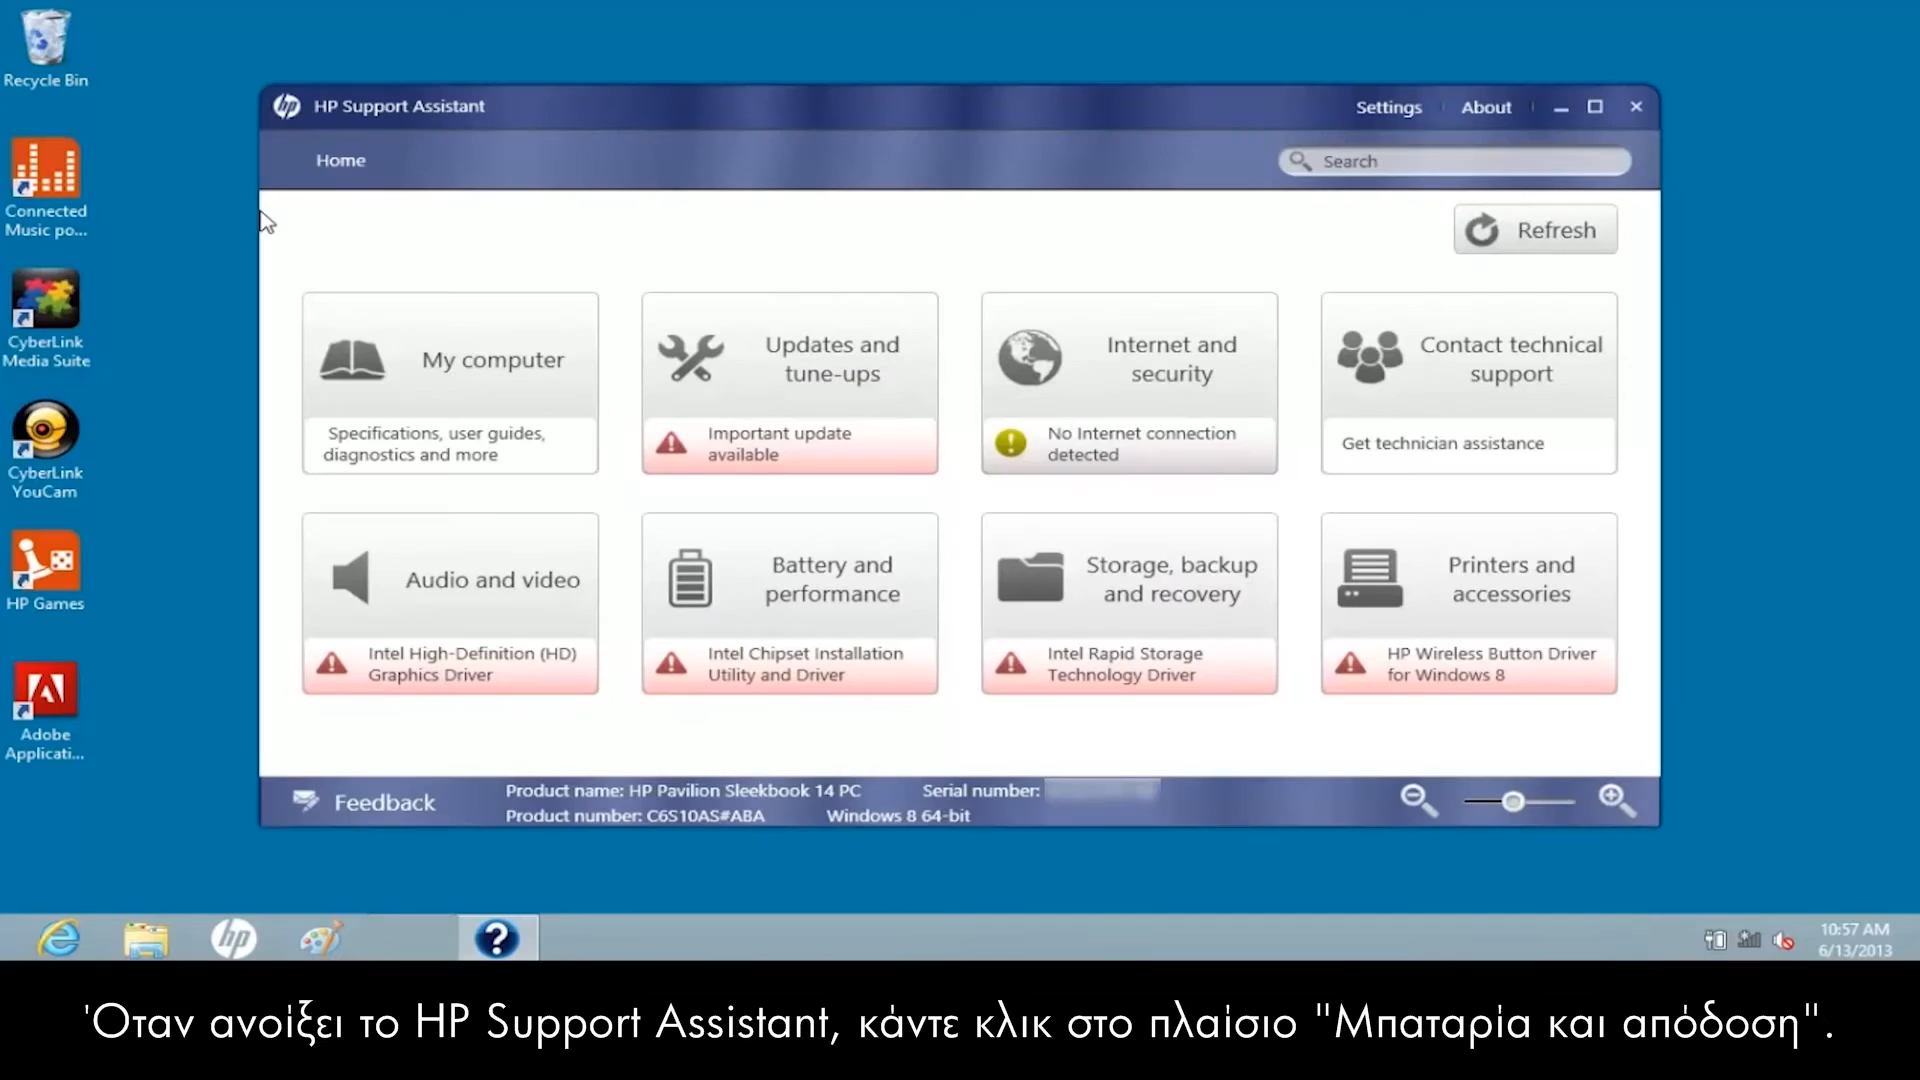 Recycle Bin
Connected
Music po...
CyberLink
Media Suite
CyberLink
YouCam
HP Games
Adobe
Applicati...
hp HP Support Assistant
Settings
About
Home
Search
Refresh
My computer
Specifications, user guides,
diagnostics and more
Updates and
tune-ups
Important update
available
Internet and
security
No Internet connection
detected
Contact technical
support
Get technician assistance
Audio and video
Intel High-Definition (HD)
Graphics Driver
Battery and
performance
Intel Chipset Installation
Utility and Driver
Storage, backup
and recovery
Intel Rapid Storage
Technology Driver
Printers and
accessories
HP Wireless Button Driver
for Windows 8
Feedback
Product name: HP Pavilion Sleekbook 14 PC
Serial number:
Product number: C6S10AS#ABA
Windows 8 64-bit
hp
10:57 AM
6/13/2013
Όταν ανοίξει το HP Support Assistant, κάντε κλικ στο πλαίσιο "Μπαταρία και απόδοση".